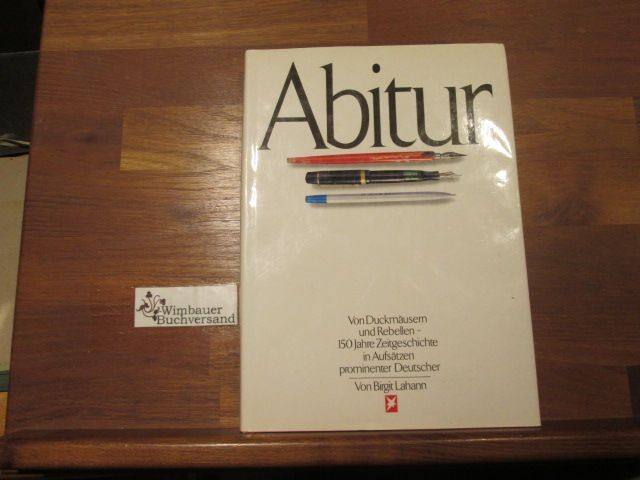 Abitur
Von Duckmäusern
und Rebellen –
150 Jahre Zeitgeschichte
in Aufsätzen
prominenter Deutscher
Von Birgit Lahann
Wimbauer
Buchversand